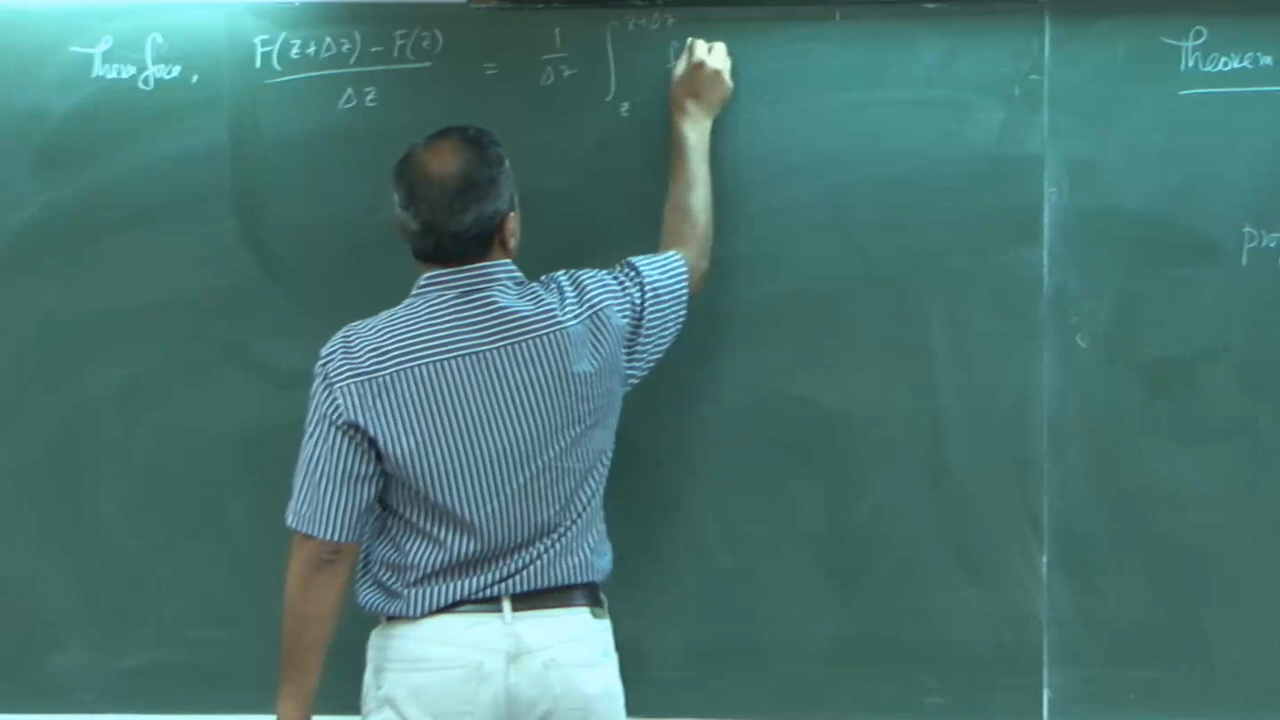 Therefore, F(z+Δz) - F(z) / Δz = 1/Δz ∫_z^{z+Δz} f
Theorem